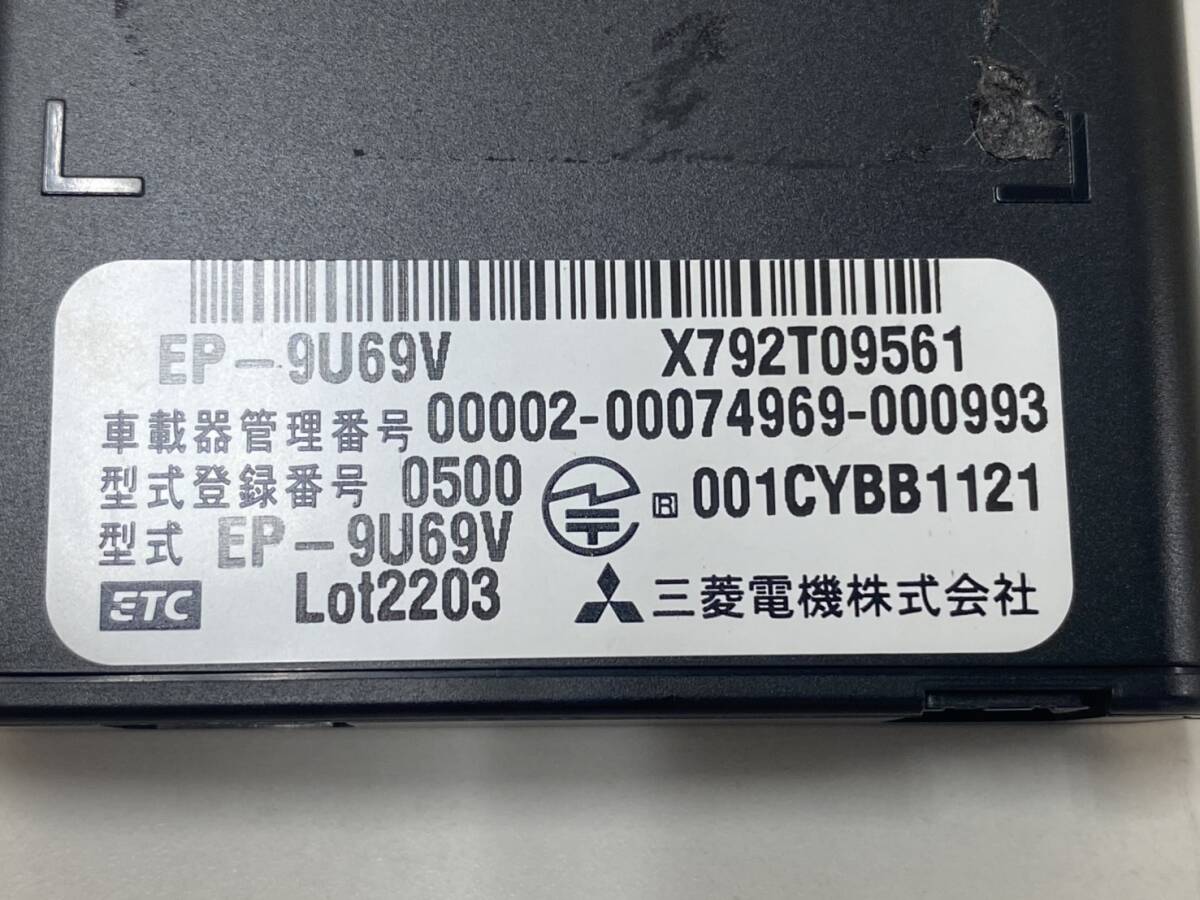 EP-9U69V X792T09561
車載器管理番号 00002-00074969-000993
型式登録番号 0500 R 001CYBB1121
型式 EP-9U69V
ETC Lot2203 三菱電機株式会社